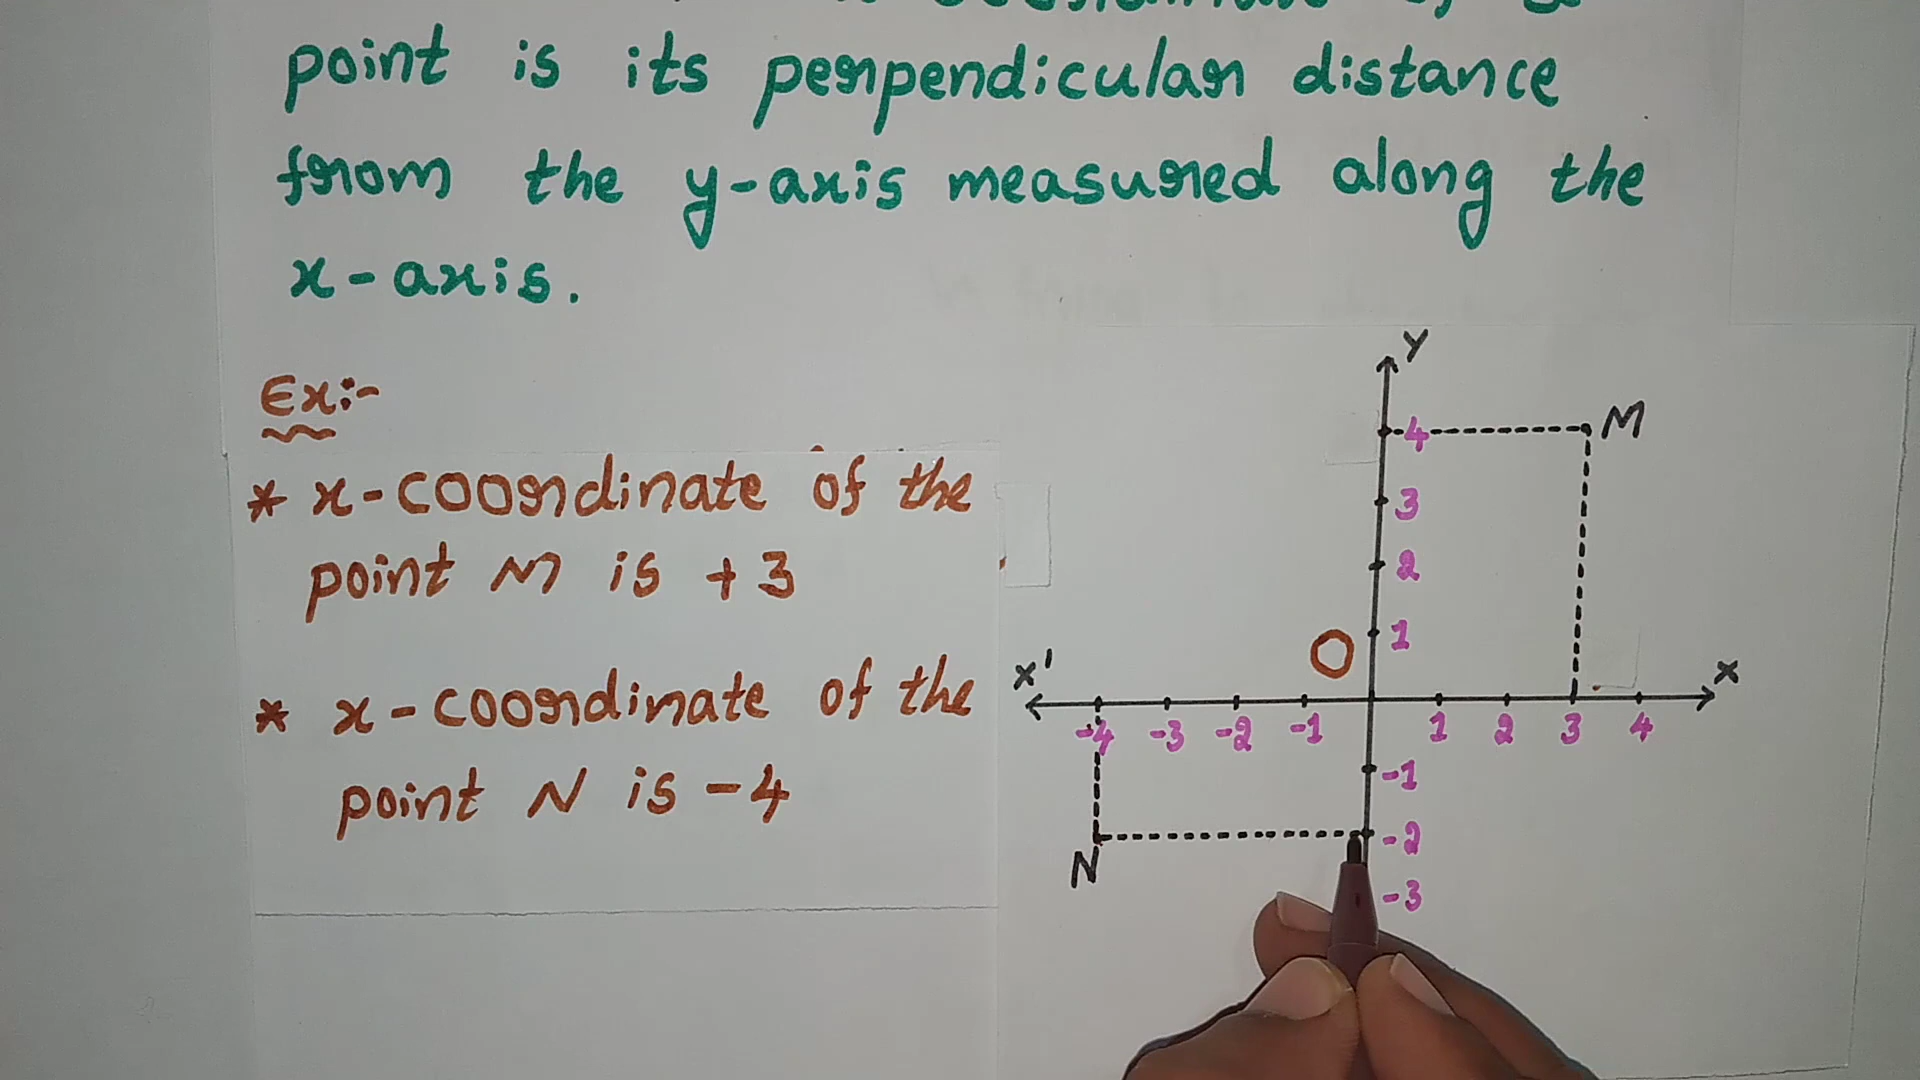 point is its perpendicular distance
from the y-axis measured along the
x-axis.
Ex:-
* x-coordinate of the
point M is +3
* x-coordinate of the
point N is -4
Y
M
4
3
2
1
O
X'
X
-4 -3 -2 -1 1 2 3 4
-1
-2
N
-3